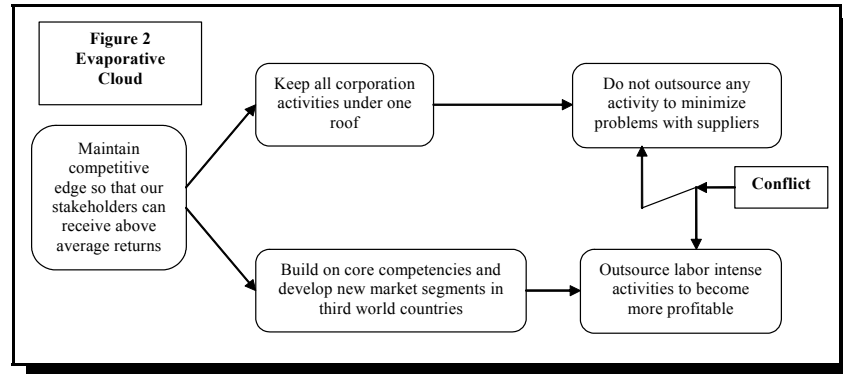 Figure 2
Evaporative
Cloud
Keep all corporation
activities under one
roof
Do not outsource any
activity to minimize
problems with suppliers
Maintain
competitive
edge so that our
stakeholders can
receive above
average returns
Conflict
Build on core competencies and
develop new market segments in
third world countries
Outsource labor intense
activities to become
more profitable